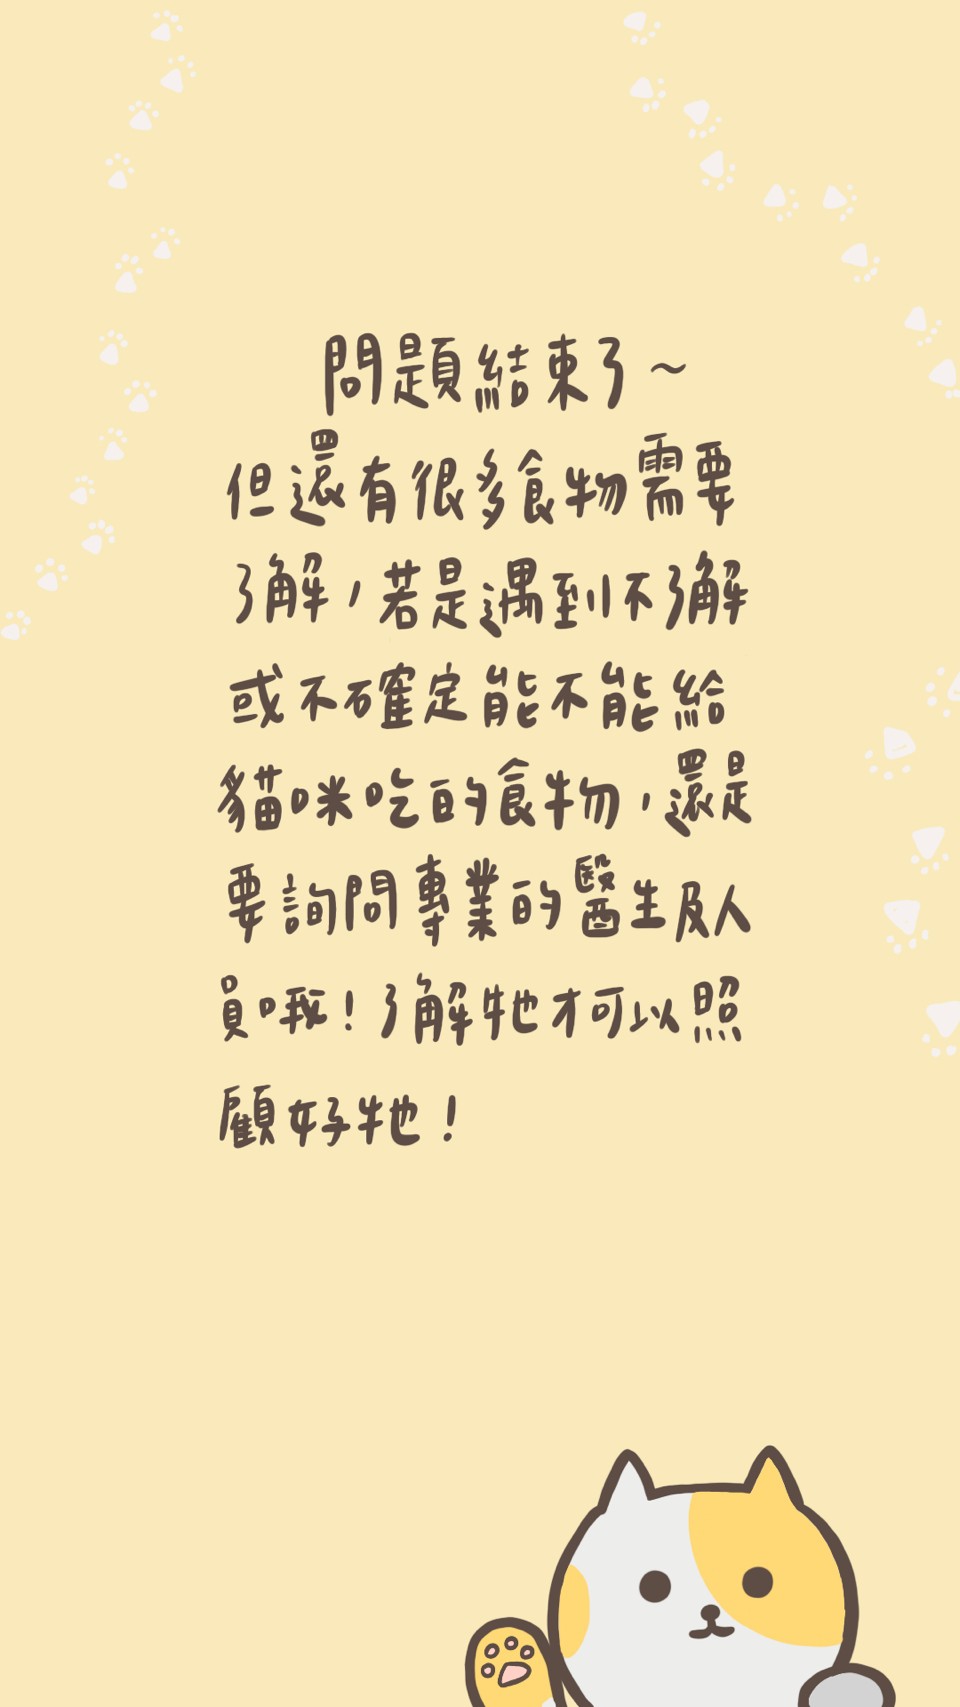 問題結束了～
但還有很多食物需要
了解，若是遇到不了解
或不確定能不能給
貓咪吃的食物，還是
要詢問專業的醫生及人
員哦！了解牠才可以照
顧好牠！